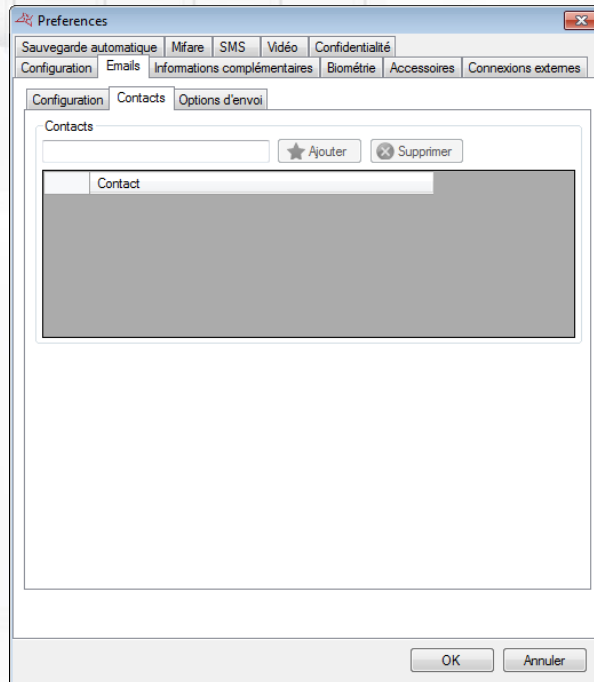 Preferences
Sauvegarde automatique Mifare SMS Vidéo Confidentialité
Configuration Emails Informations complémentaires Biométrie Accessoires Connexions externes
Configuration Contacts Options d'envoi
Contacts
Ajouter Supprimer
Contact
OK Annuler